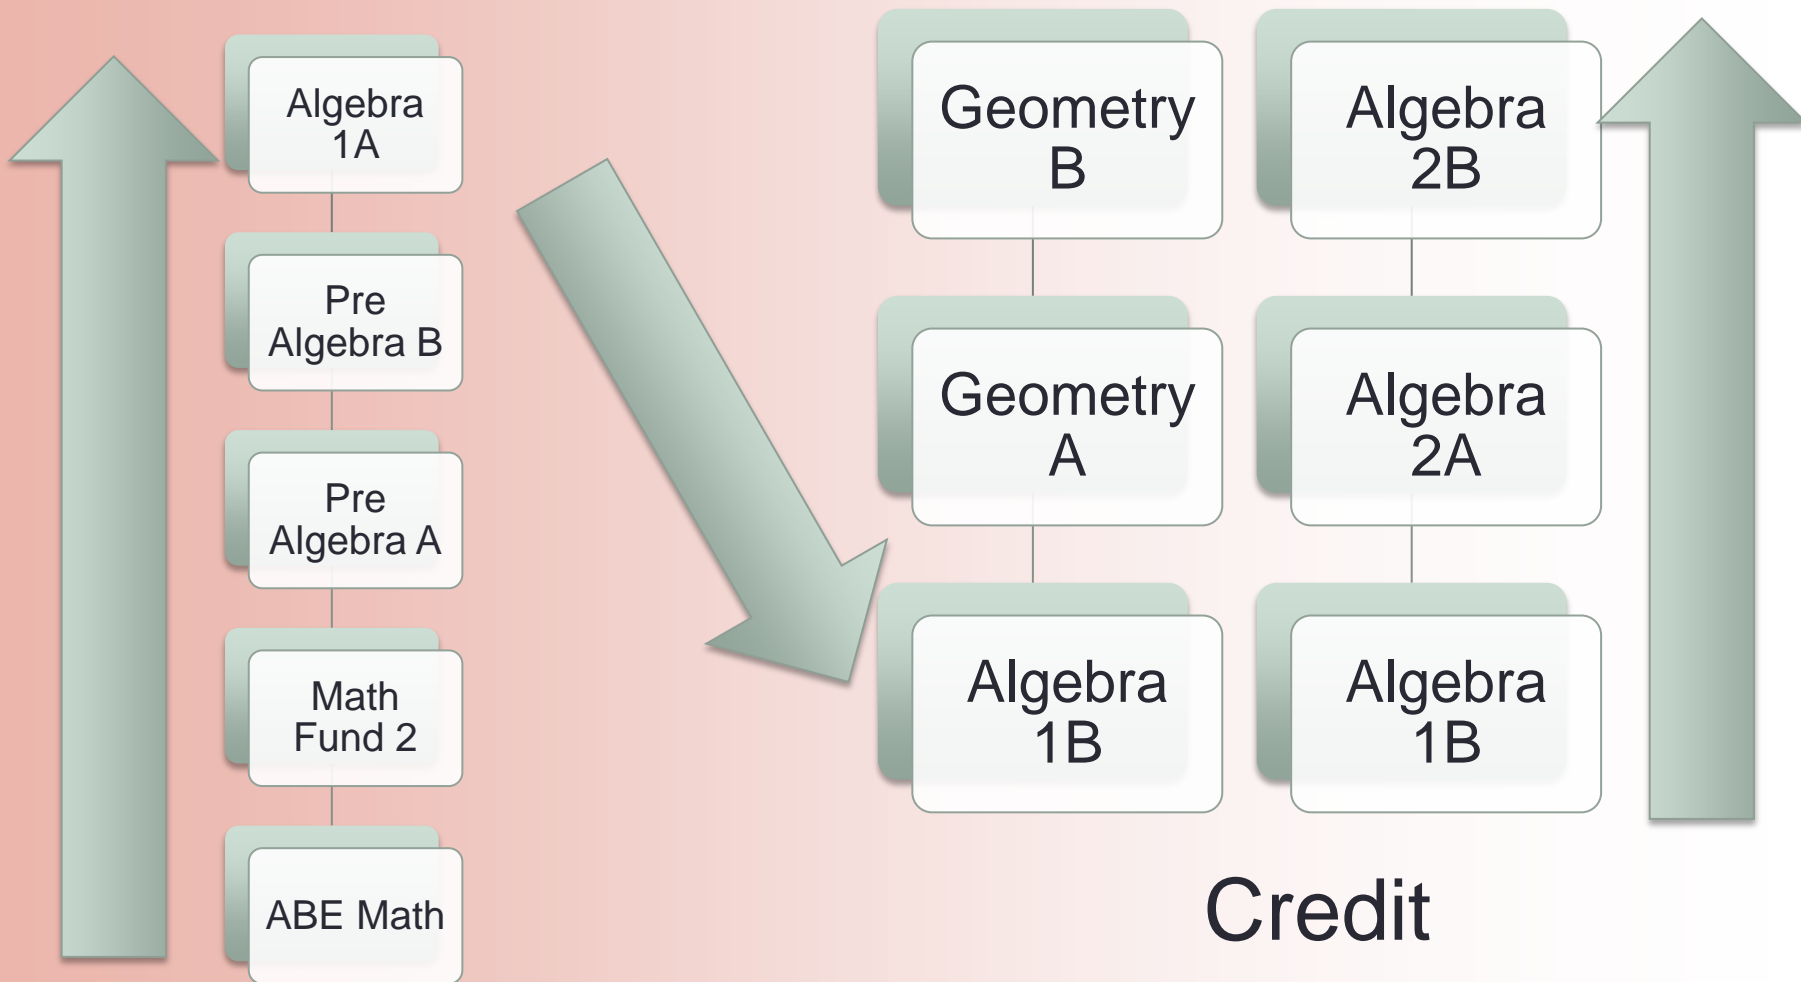 Algebra
1A
Pre
Algebra B
Pre
Algebra A
Math
Fund 2
ABE Math
Geometry
B
Geometry
A
Algebra
1B
Algebra
2B
Algebra
2A
Algebra
1B
Credit